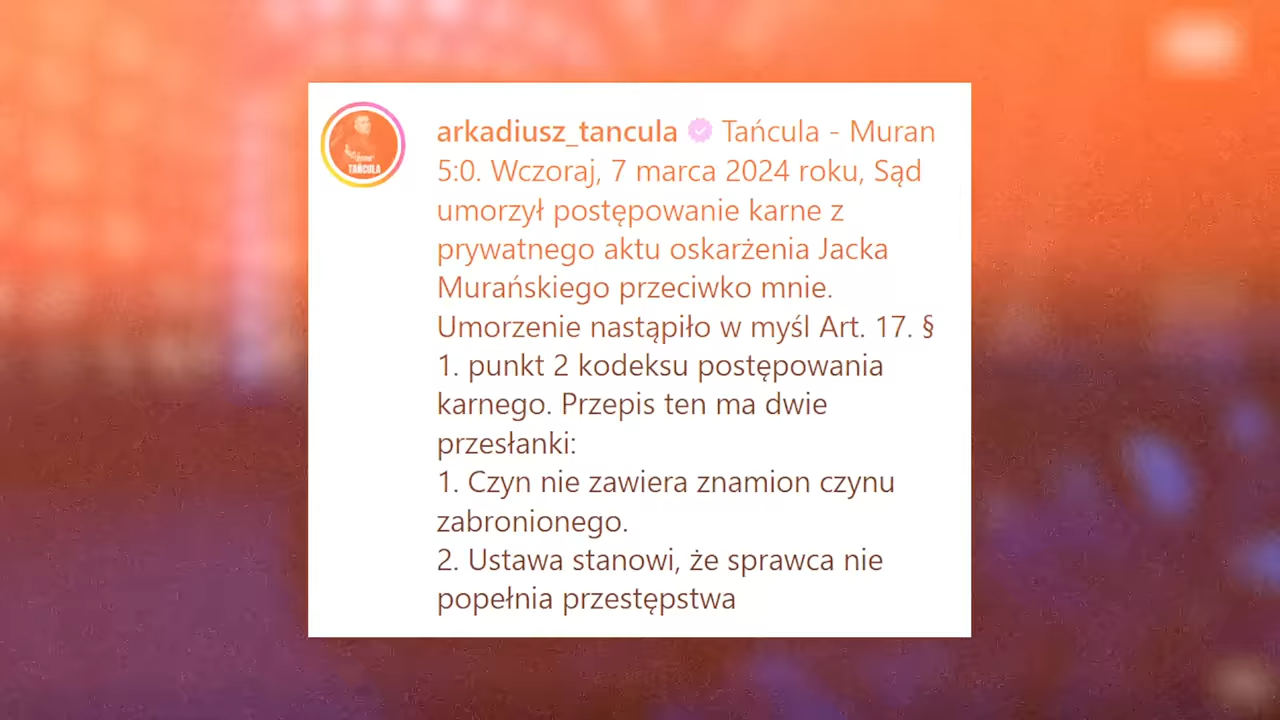 arkadiusz_tancula Tańcula - Muran
5:0. Wczoraj, 7 marca 2024 roku, Sąd
umorzył postępowanie karne z
prywatnego aktu oskarżenia Jacka
Murańskiego przeciwko mnie.
Umorzenie nastąpiło w myśl Art. 17. §
1. punkt 2 kodeksu postępowania
karnego. Przepis ten ma dwie
przesłanki:
1. Czyn nie zawiera znamion czynu
zabronionego.
2. Ustawa stanowi, że sprawca nie
popełnia przestępstwa
TAŃCULA